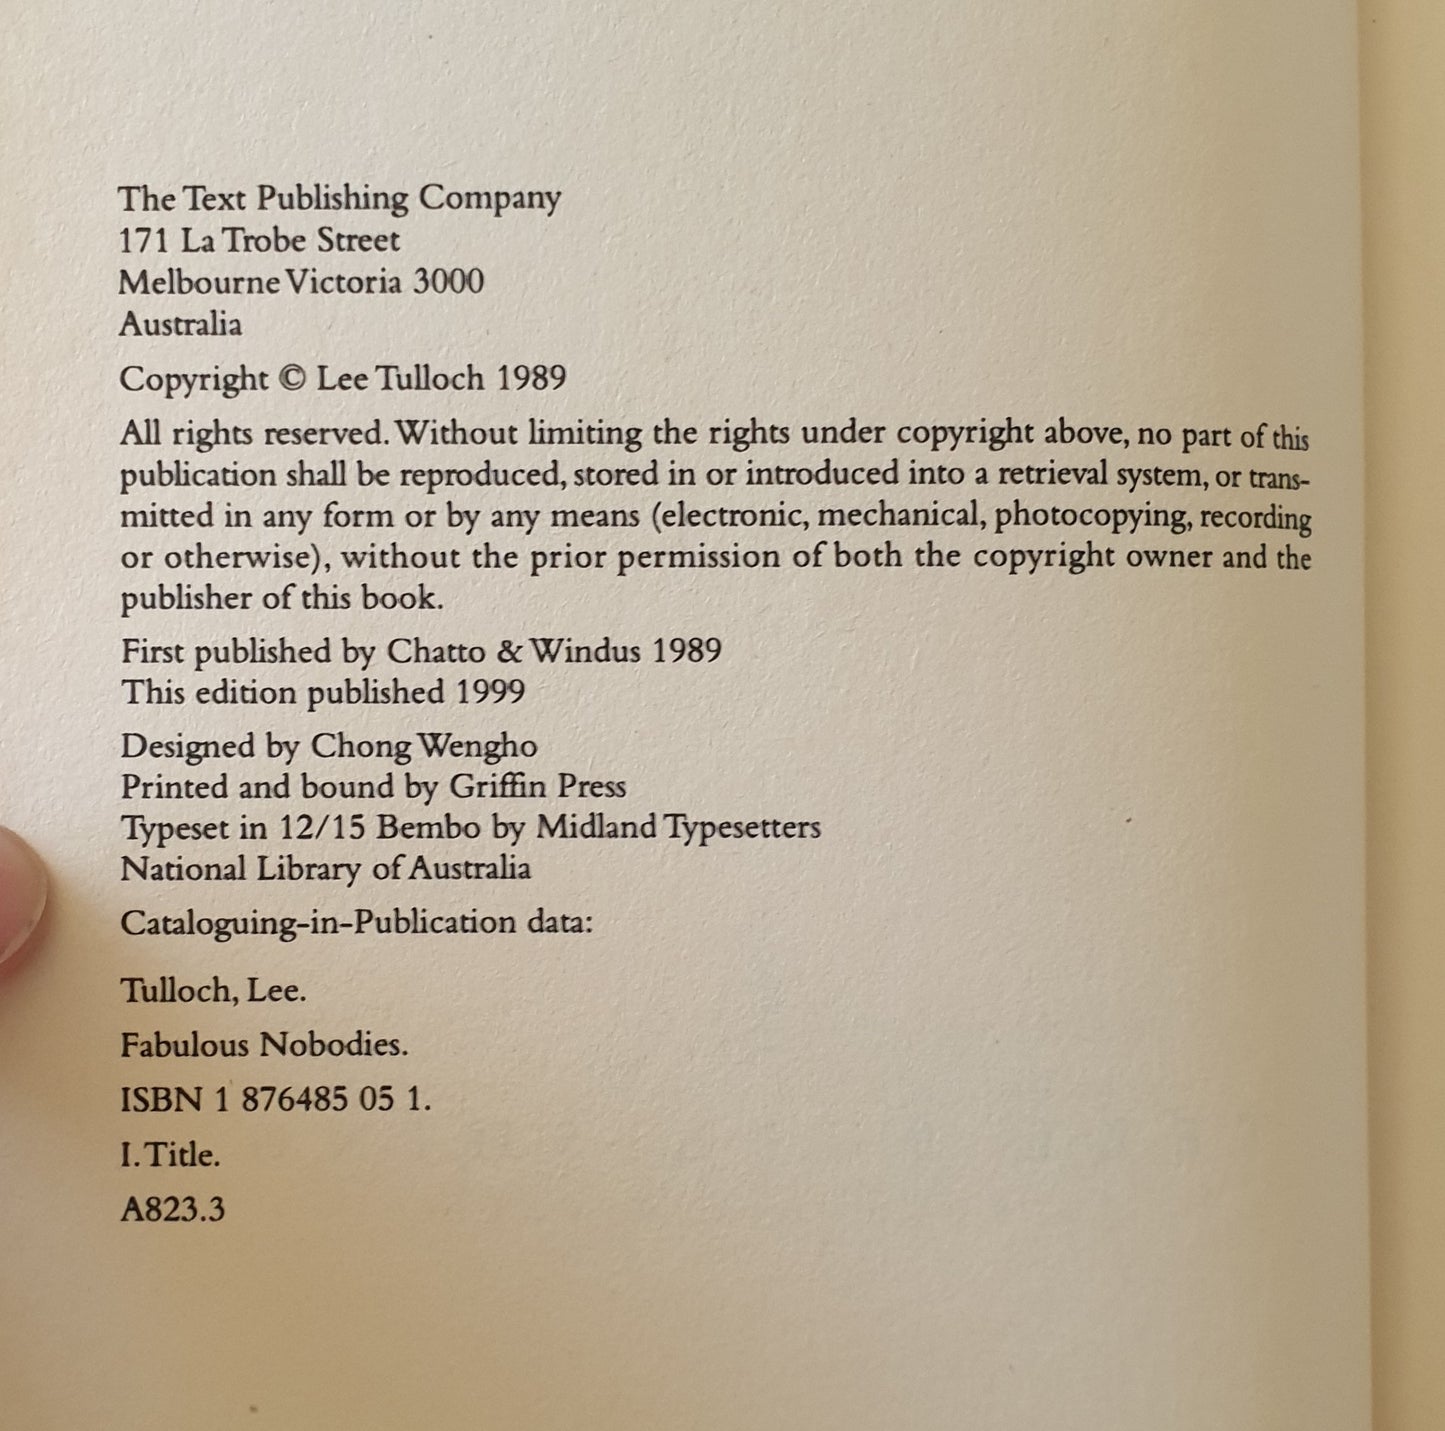 The Text Publishing Company
171 La Trobe Street
Melbourne Victoria 3000
Australia
Copyright © Lee Tulloch 1989
All rights reserved. Without limiting the rights under copyright above, no part of this
publication shall be reproduced, stored in or introduced into a retrieval system, or trans-
mitted in any form or by any means (electronic, mechanical, photocopying, recording
or otherwise), without the prior permission of both the copyright owner and the
publisher of this book.
First published by Chatto & Windus 1989
This edition published 1999
Designed by Chong Wengho
Printed and bound by Griffin Press
Typeset in 12/15 Bembo by Midland Typesetters
National Library of Australia
Cataloguing-in-Publication data:
Tulloch, Lee.
Fabulous Nobodies.
ISBN 1 876485 05 1.
I. Title.
A823.3